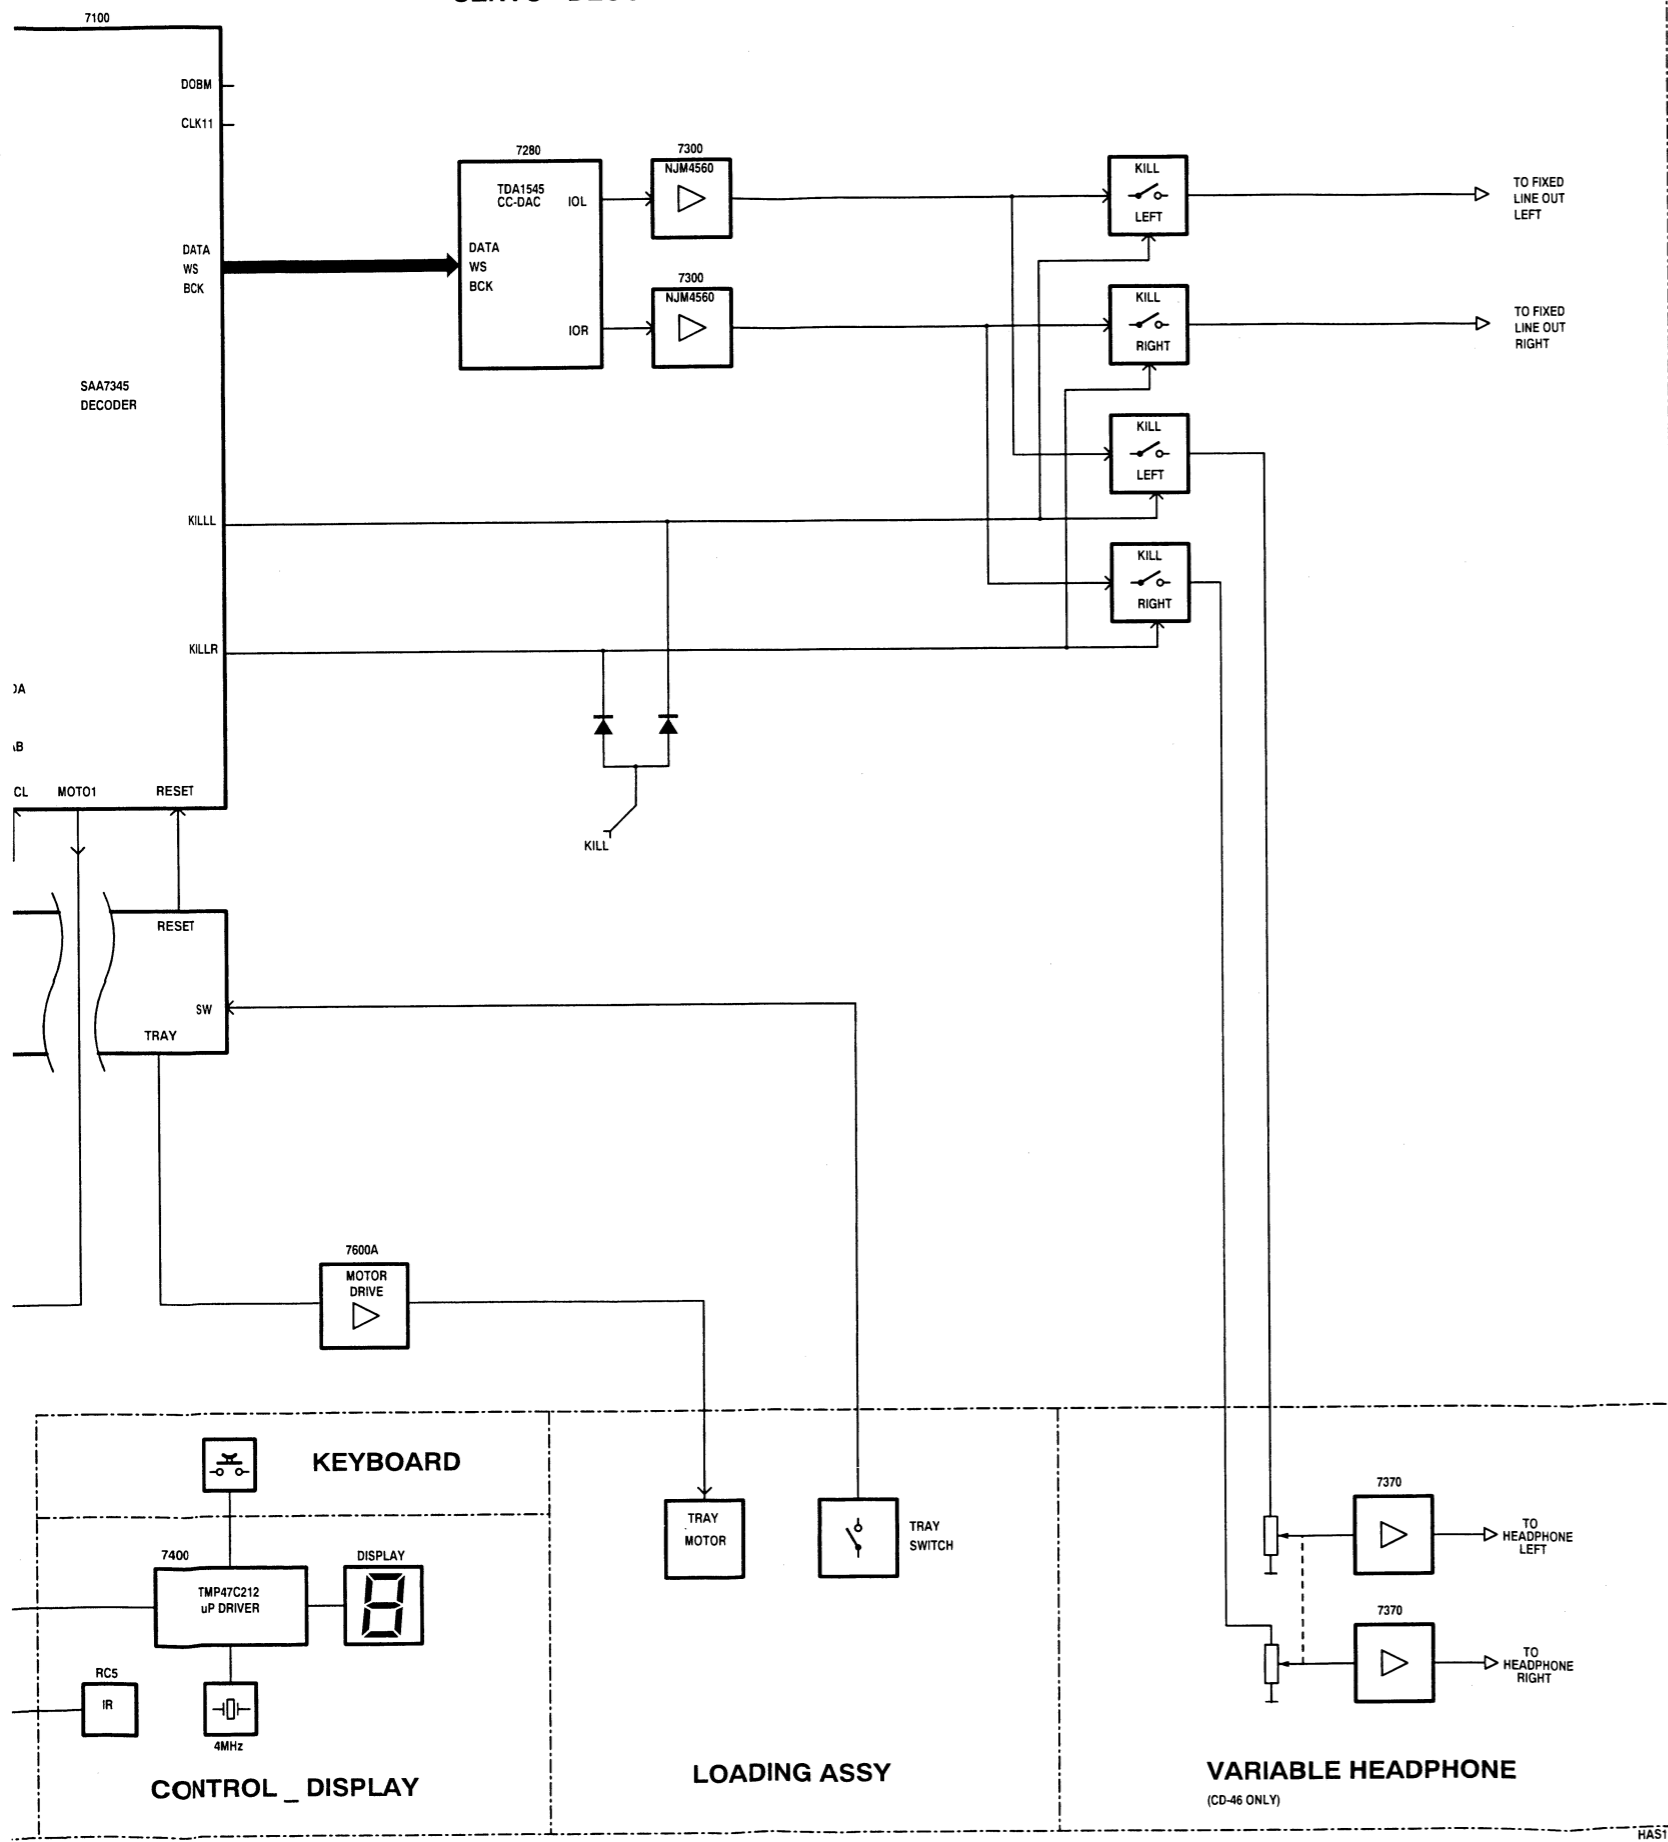 7100
DOBM
CLK11
7280
7300
NJM4560
KILL
LEFT
TO FIXED
LINE OUT
LEFT
TDA1545
CC-DAC
IOL
DATA
WS
BCK
DATA
WS
BCK
IOR
7300
NJM4560
KILL
RIGHT
TO FIXED
LINE OUT
RIGHT
SAA7345
DECODER
KILL
LEFT
KILLL
KILL
RIGHT
KILLR
DA
AB
CL
MOTO1
RESET
KILL
RESET
SW
TRAY
7600A
MOTOR
DRIVE
KEYBOARD
7400
TMP47C212
uP DRIVER
DISPLAY
RC5
IR
4MHz
CONTROL _ DISPLAY
TRAY
MOTOR
TRAY
SWITCH
LOADING ASSY
7370
TO
HEADPHONE
LEFT
7370
TO
HEADPHONE
RIGHT
VARIABLE HEADPHONE
(CD-46 ONLY)
HAS1